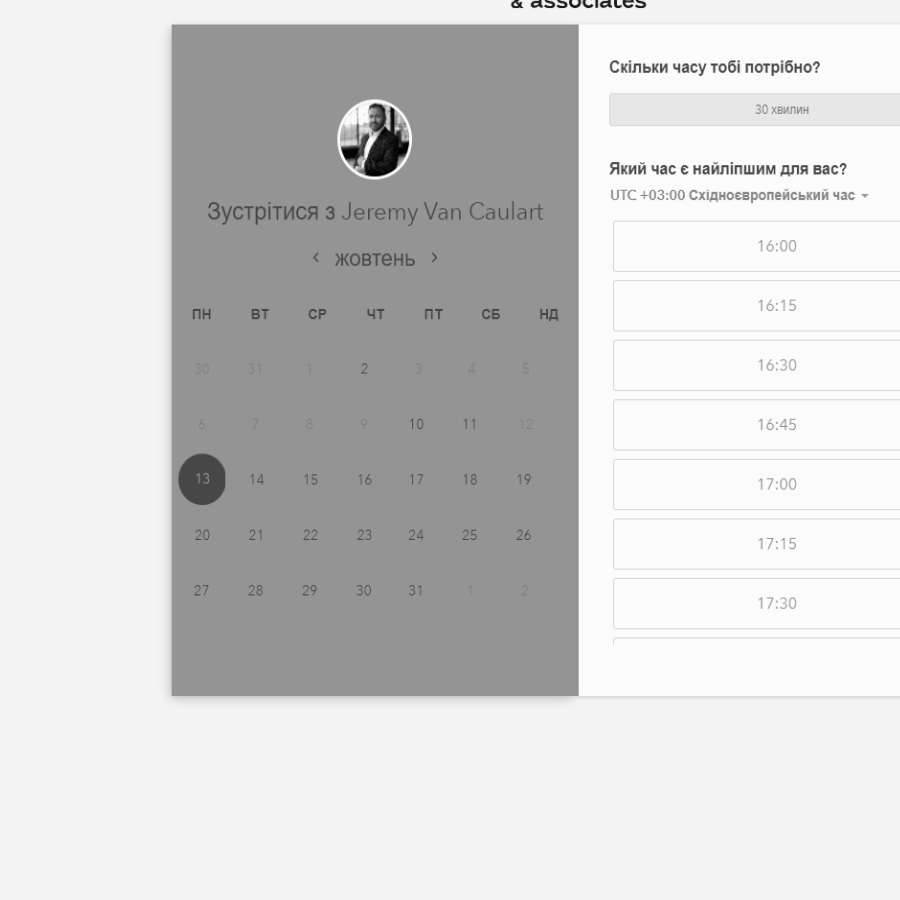 & associates
Зустрітися з Jeremy Van Caulart
‹ жовтень ›
ПН ВТ СР ЧТ ПТ СБ НД
30 31 1 2 3 4 5
6 7 8 9 10 11 12
13 14 15 16 17 18 19
20 21 22 23 24 25 26
27 28 29 30 31 1 2
Скільки часу тобі потрібно?
30 хвилин
Який час є найліпшим для вас?
UTC +03:00 Східноєвропейський час
16:00
16:15
16:30
16:45
17:00
17:15
17:30